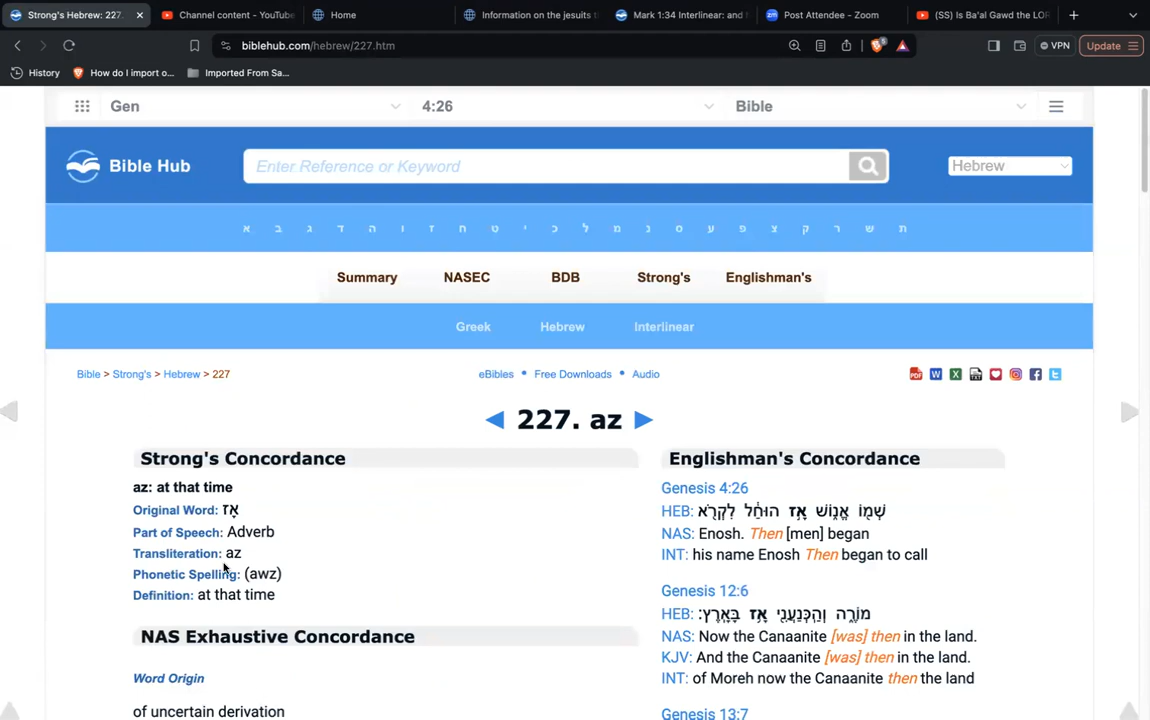 Strong's Hebrew: 227.
Channel content - YouTube
Home
Information on the jesuits
Mark 1:34 Interlinear: and
Post Attendee - Zoom
(SS) Is Ba'al Gawd the LOR
biblehub.com/hebrew/227.htm
5
VPN
Update
History
How do I import o...
Imported From Sa...
Gen
4:26
Bible
Bible Hub
Enter Reference or Keyword
Hebrew
א ב ג ד ה ו ז ח ט י כ ל מ נ ס ע פ צ ק ר ש ת
Summary
NASEC
BDB
Strong's
Englishman's
Greek
Hebrew
Interlinear
Bible > Strong's > Hebrew > 227
eBibles • Free Downloads • Audio
◄ 227. az ►
Strong's Concordance
az: at that time
Original Word: אָז
Part of Speech: Adverb
Transliteration: az
Phonetic Spelling: (awz)
Definition: at that time
NAS Exhaustive Concordance
Word Origin
of uncertain derivation
Englishman's Concordance
Genesis 4:26
HEB: שְׁמ֖וֹ אֱנ֑וֹשׁ אָ֣ז הוּחַ֔ל לִקְרֹ֖א
NAS: Enosh. Then [men] began
INT: his name Enosh Then began to call
Genesis 12:6
HEB: מוֹרֶ֑ה וְהַֽכְּנַעֲנִ֖י אָ֥ז בָּאָֽרֶץ׃
NAS: Now the Canaanite [was] then in the land.
KJV: And the Canaanite [was] then in the land.
INT: of Moreh now the Canaanite then the land
Genesis 13:7